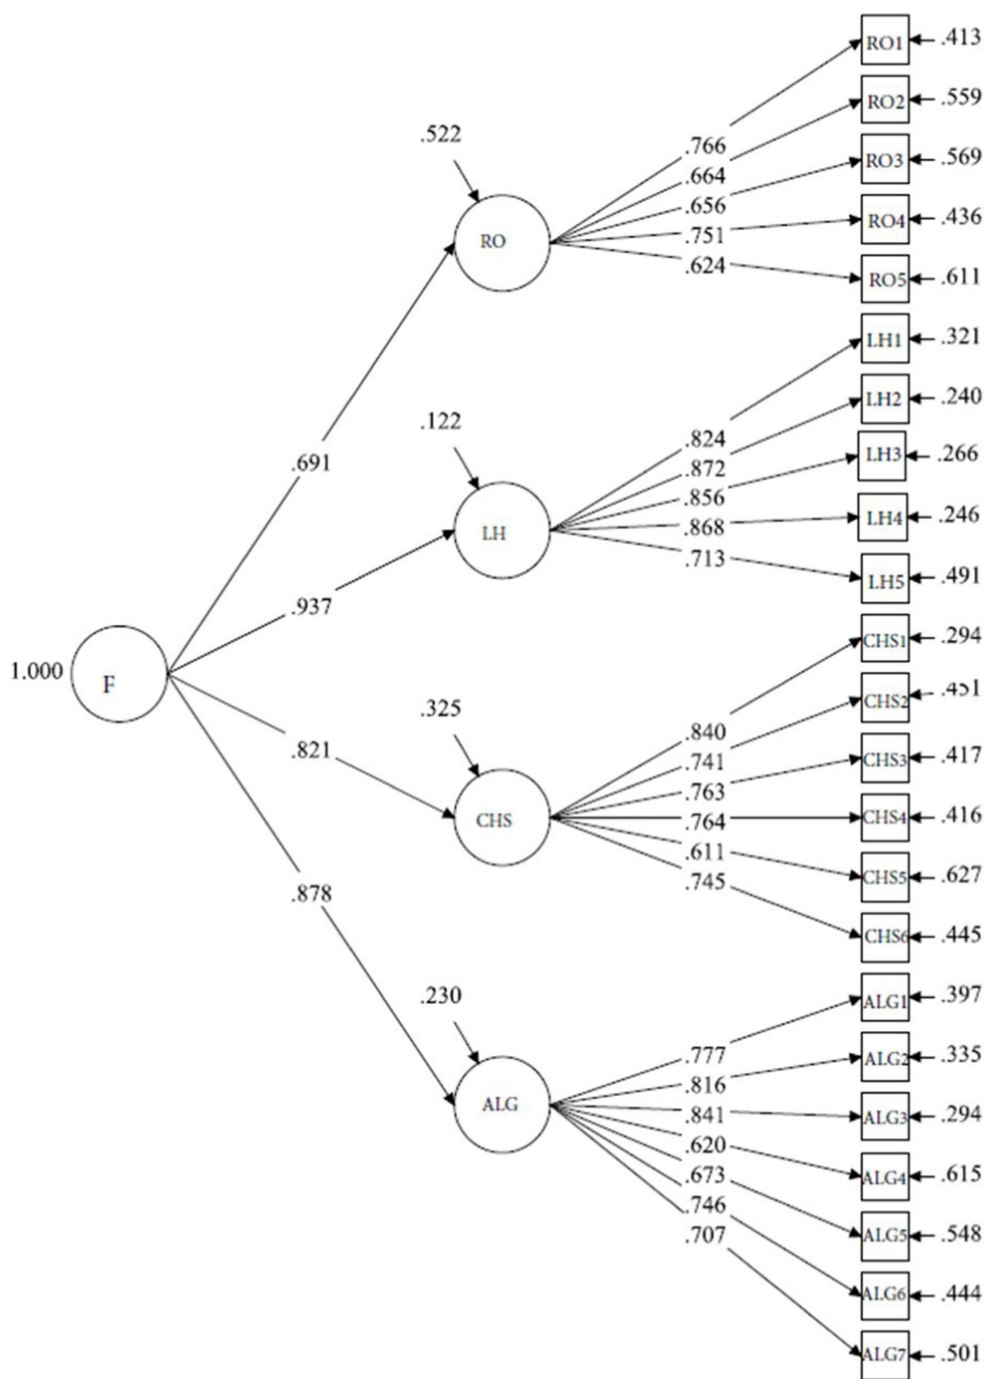 RO1 .413
RO2 .559
.522
.766
RO3 .569
.664
.656
RO4 .436
RO
.751
.624
RO5 .611
LH1 .321
LH2 .240
.122
.824
LH3 .266
.691
.872
.856
LH4 .246
LH
.868
.713
LH5 .491
.937
CHS1 .294
1.000 F
CHS2 .451
.325
.840
.821
.741
CHS3 .417
.763
CHS
.764
CHS4 .416
.611
CHS5 .627
.745
.878
CHS6 .445
.230
ALG1 .397
.777
ALG2 .335
.816
ALG
.841
ALG3 .294
.620
.673
ALG4 .615
.746
.707
ALG5 .548
ALG6 .444
ALG7 .501